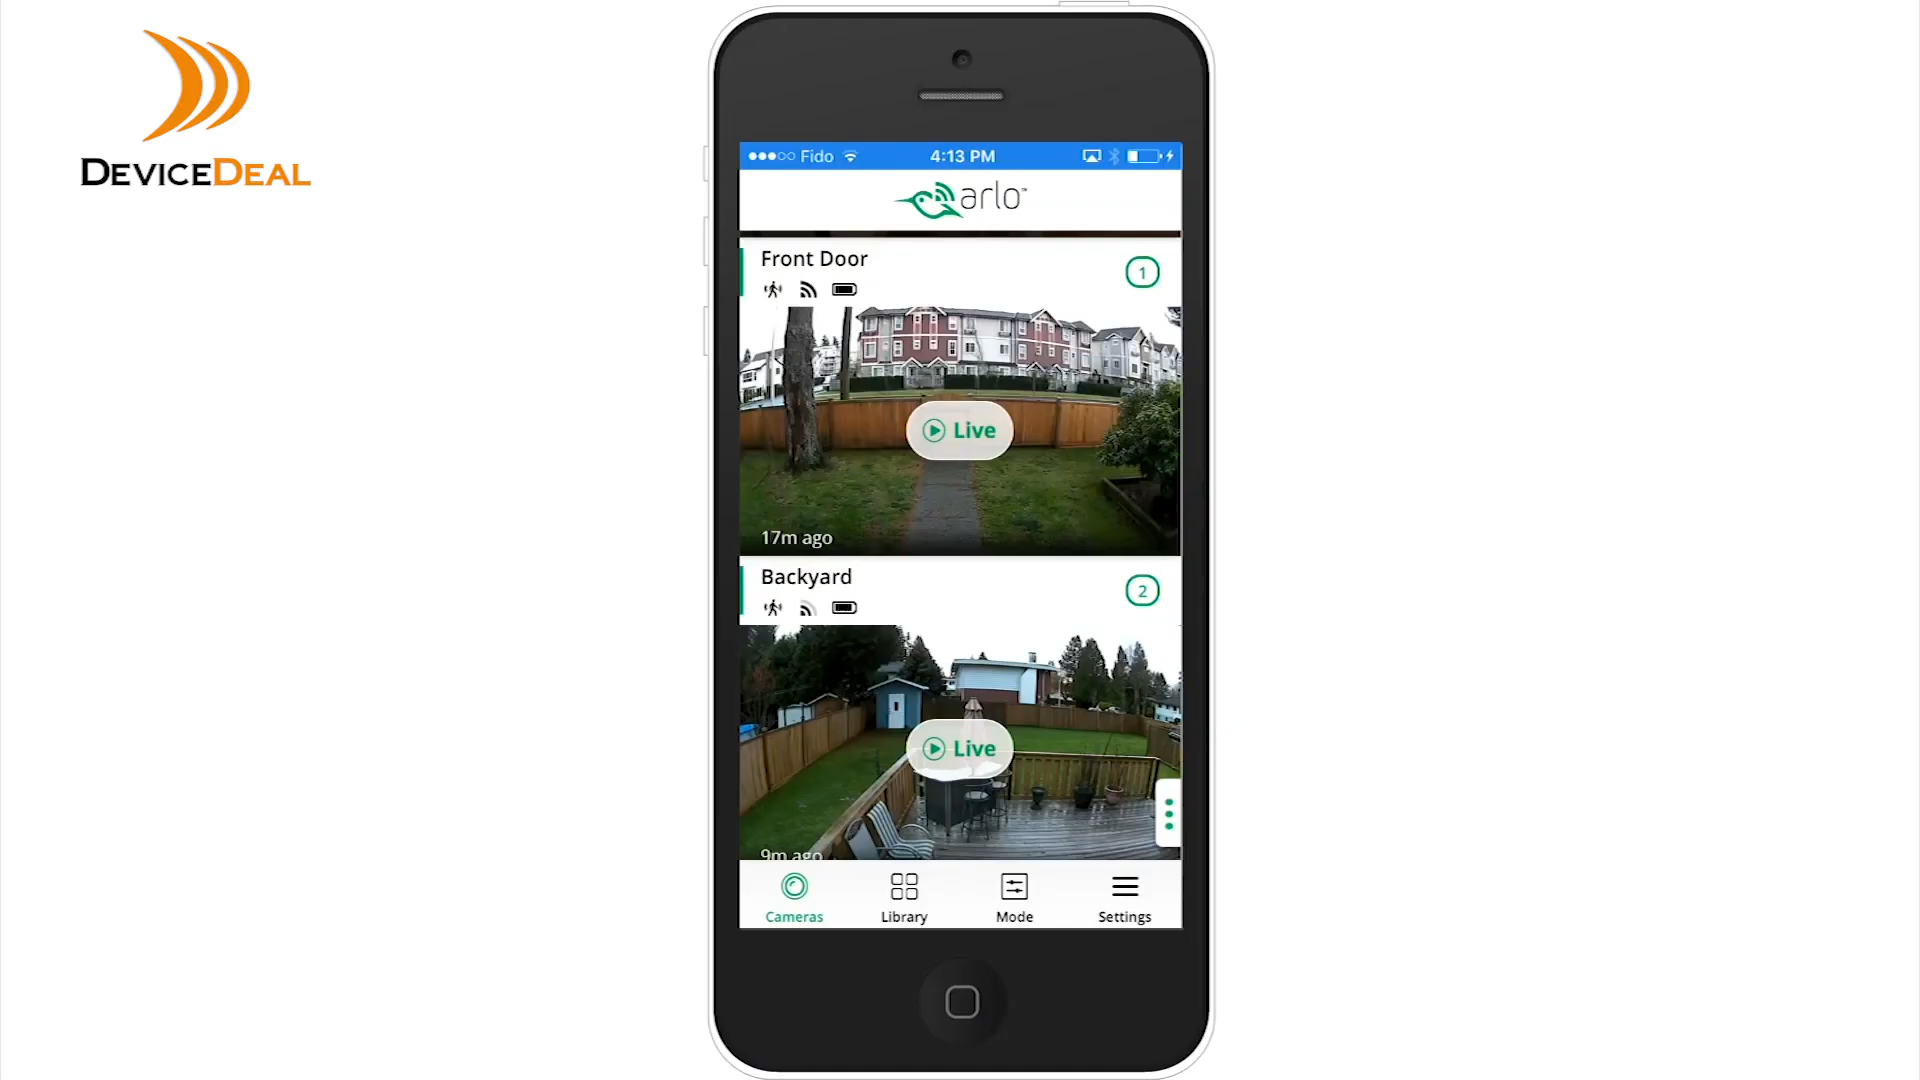 DEVICEDEAL
Fido 4:13 PM
arlo™
Front Door
1
Live
17m ago
Backyard
2
Live
9m ago
Cameras Library Mode Settings